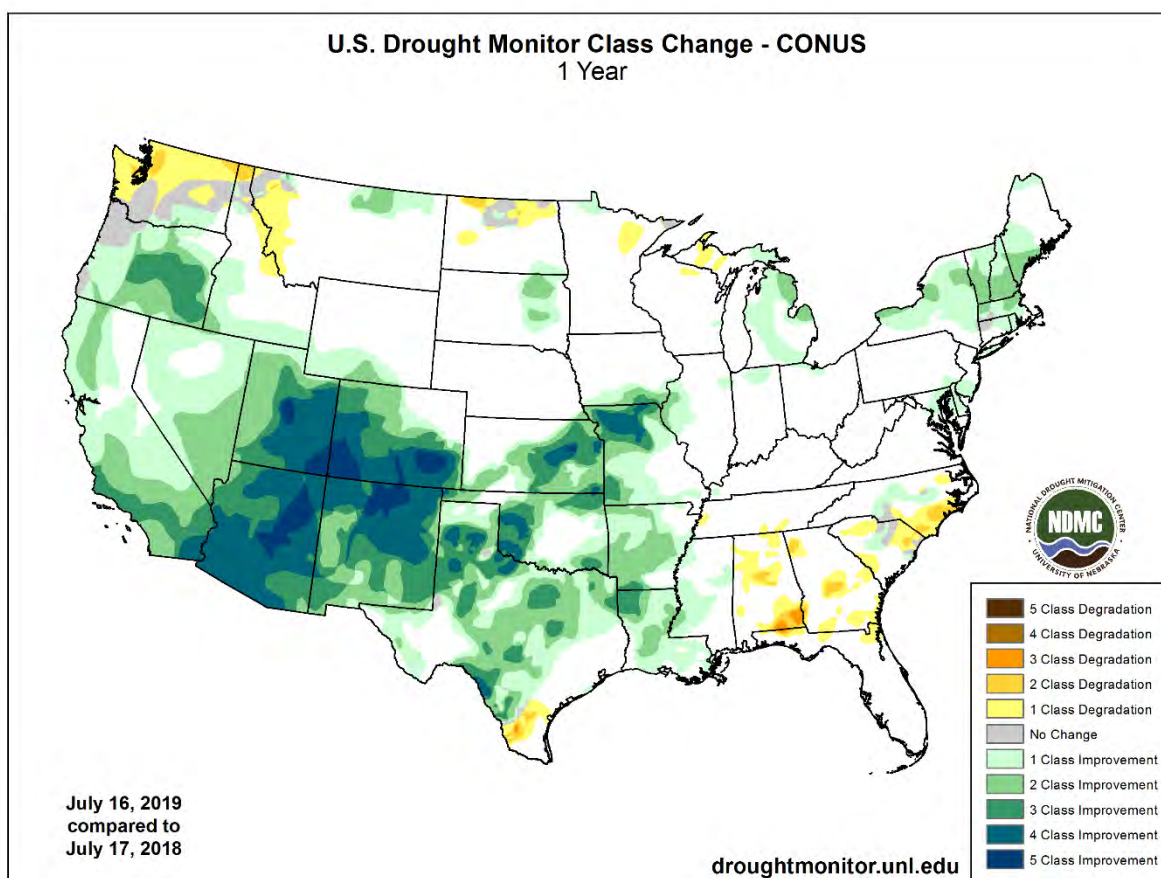 U.S. Drought Monitor Class Change - CONUS
1 Year
NATIONAL DROUGHT MITIGATION CENTER
NDMC
UNIVERSITY OF NEBRASKA
5 Class Degradation
4 Class Degradation
3 Class Degradation
2 Class Degradation
1 Class Degradation
No Change
1 Class Improvement
2 Class Improvement
3 Class Improvement
4 Class Improvement
5 Class Improvement
July 16, 2019
compared to
July 17, 2018
droughtmonitor.unl.edu